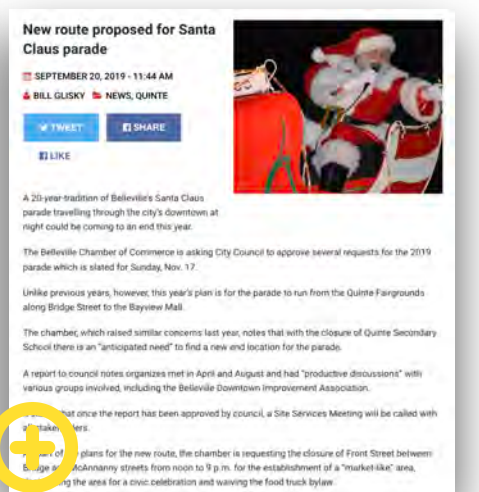 New route proposed for Santa
Claus parade
SEPTEMBER 20, 2019 - 11:44 AM
BILL GLISKY NEWS, QUINTE
TWEET SHARE
LIKE
A 20-year-tradition of Belleville's Santa Claus
parade travelling through the city's downtown at
night could be coming to an end this year.
The Belleville Chamber of Commerce is asking City Council to approve several requests for the 2019
parade which is slated for Sunday, Nov. 17.
Unlike previous years, however, this year's plan is for the parade to run from the Quinte Fairgrounds
along Bridge Street to the Bayview Mall.
The chamber, which raised similar concerns last year, notes that with the closure of Quinte Secondary
School there is an "anticipated need" to find a new end location for the parade.
A report to council notes organizes met in April and August and had "productive discussions" with
various groups involved, including the Belleville Downtown Improvement Association.
that once the report has been approved by council, a Site Services Meeting will be called with
plans for the new route, the chamber is requesting the closure of Front Street between
McAnnanny streets from noon to 9 p.m. for the establishment of a "market-like" area,
the area for a civic celebration and waiving the food truck bylaw.